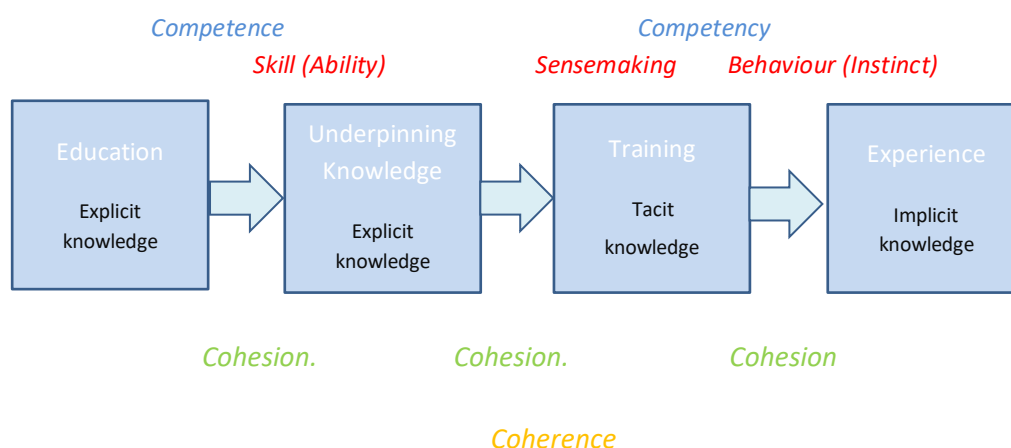 Competence
Competency
Skill (Ability)
Sensemaking
Behaviour (Instinct)
Education
Explicit
knowledge
Underpinning
Knowledge
Explicit
knowledge
Training
Tacit
knowledge
Experience
Implicit
knowledge
Cohesion.
Cohesion.
Cohesion
Coherence